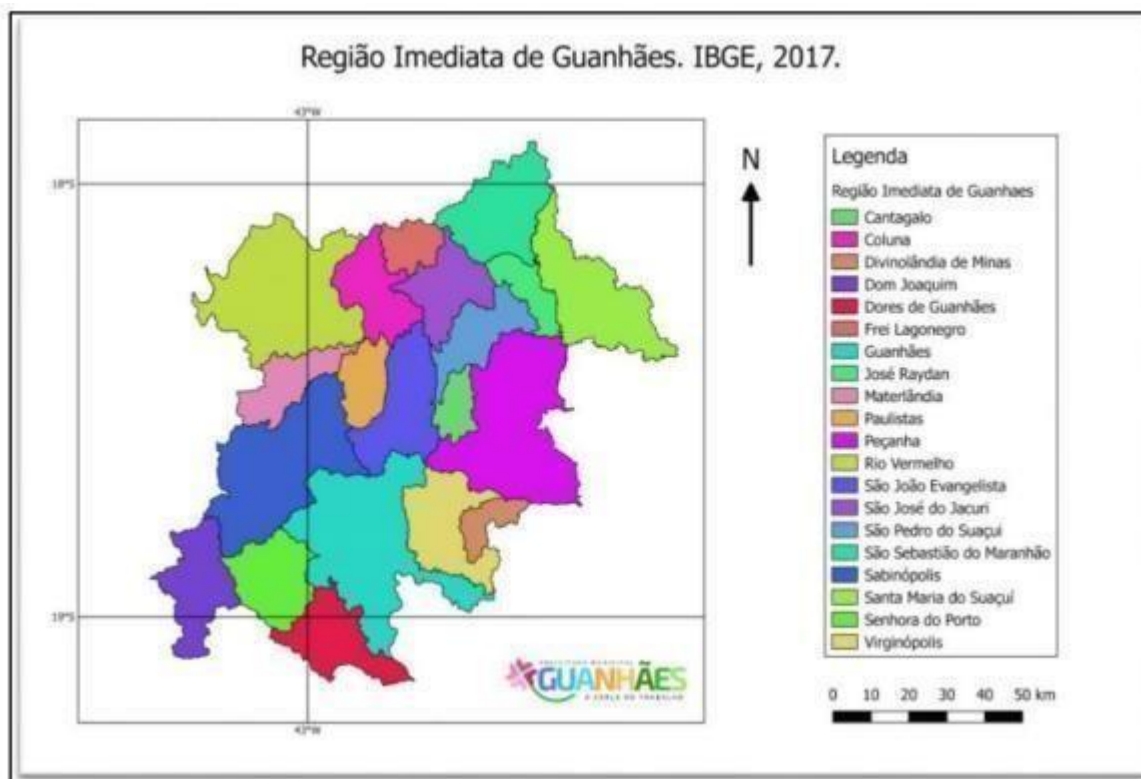 Região Imediata de Guanhães. IBGE, 2017.
43°W
18°S
N
Legenda
Região Imediata de Guanhaes
Cantagalo
Coluna
Divinolândia de Minas
Dom Joaquim
Dores de Guanhães
Frei Lagonegro
Guanhães
José Raydan
Materlândia
Paulistas
Peçanha
Rio Vermelho
São João Evangelista
São José do Jacuri
São Pedro do Suaçuí
São Sebastião do Maranhão
Sabinópolis
Santa Maria do Suaçuí
Senhora do Porto
Virginópolis
19°S
PREFEITURA MUNICIPAL
GUANHÃES
43°W
0 10 20 30 40 50 km